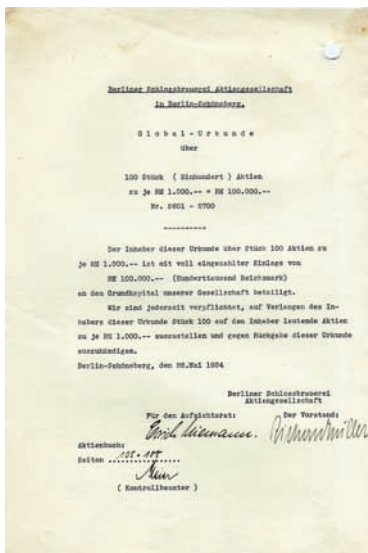 Berliner Schlossbrauerei Aktiengesellschaft
in Berlin-Schöneberg.
Global-Urkunde
über
100 Stück ( Einhundert ) Aktien
zu je RM 1.000.-- = RM 100.000.--
Nr. 2601 - 2700
----------
Der Inhaber dieser Urkunde über Stück 100 Aktien zu
je RM 1.000.-- ist mit voll eingezahlter Einlage von
RM 100.000.-- (Hunderttausend Reichsmark)
an dem Grundkapital unserer Gesellschaft beteiligt.
Wir sind jederzeit verpflichtet, auf Verlangen des In-
habers dieser Urkunde Stück 100 auf den Inhaber lautende Aktien
zu je RM 1.000.-- auszustellen und gegen Rückgabe dieser Urkunde
auszuhändigen.
Berlin-Schöneberg, den 28.Mai 1934
Berliner Schlossbrauerei
Aktiengesellschaft
Für den Aufsichtsrat: Der Vorstand:
Richard Müller
Aktienbuch:
Seiten
( Kontrollbeamter )